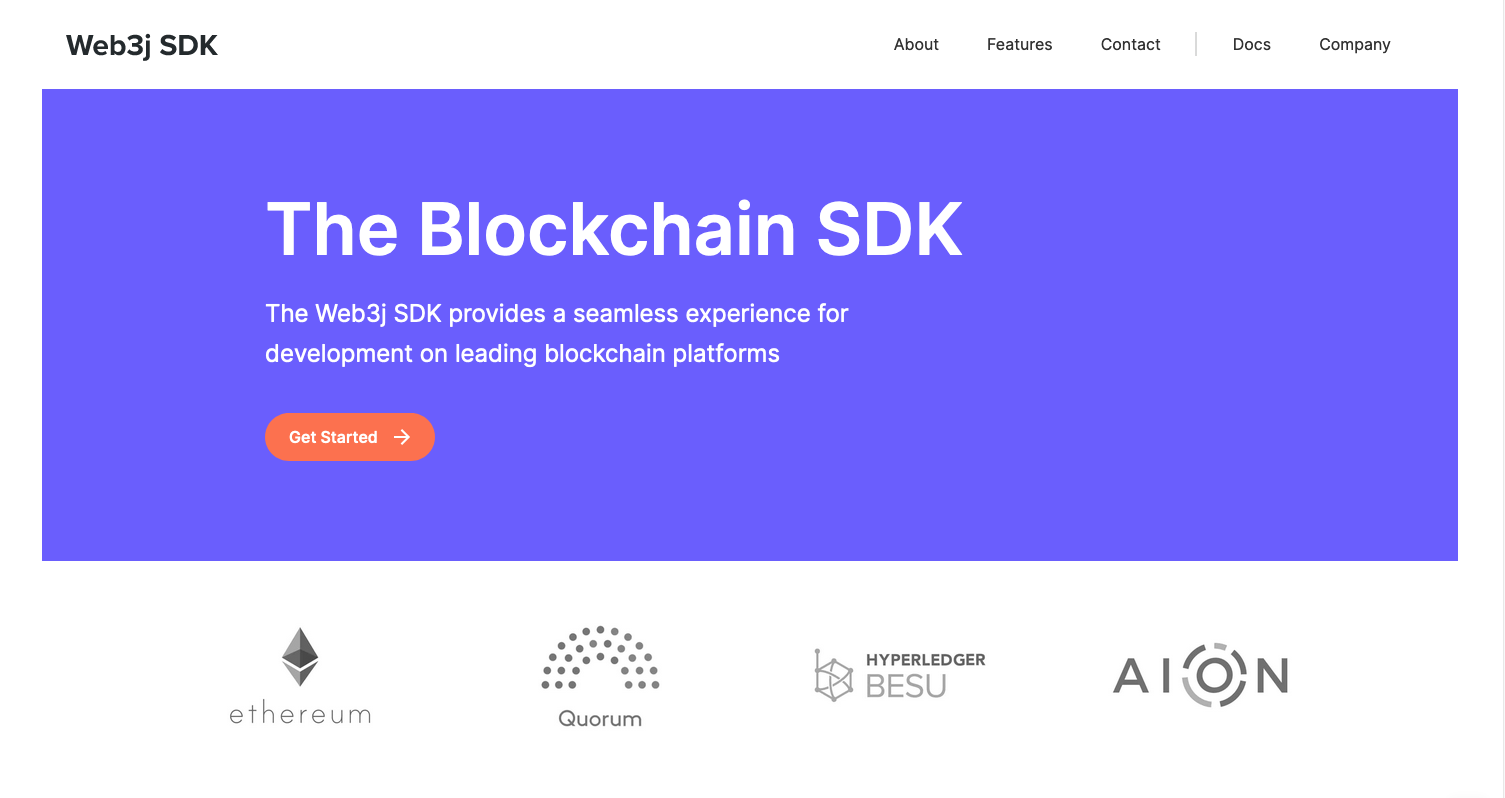 Web3j SDK
About Features Contact Docs Company
The Blockchain SDK
The Web3j SDK provides a seamless experience for
development on leading blockchain platforms
Get Started
ethereum
Quorum
HYPERLEDGER
BESU
AION